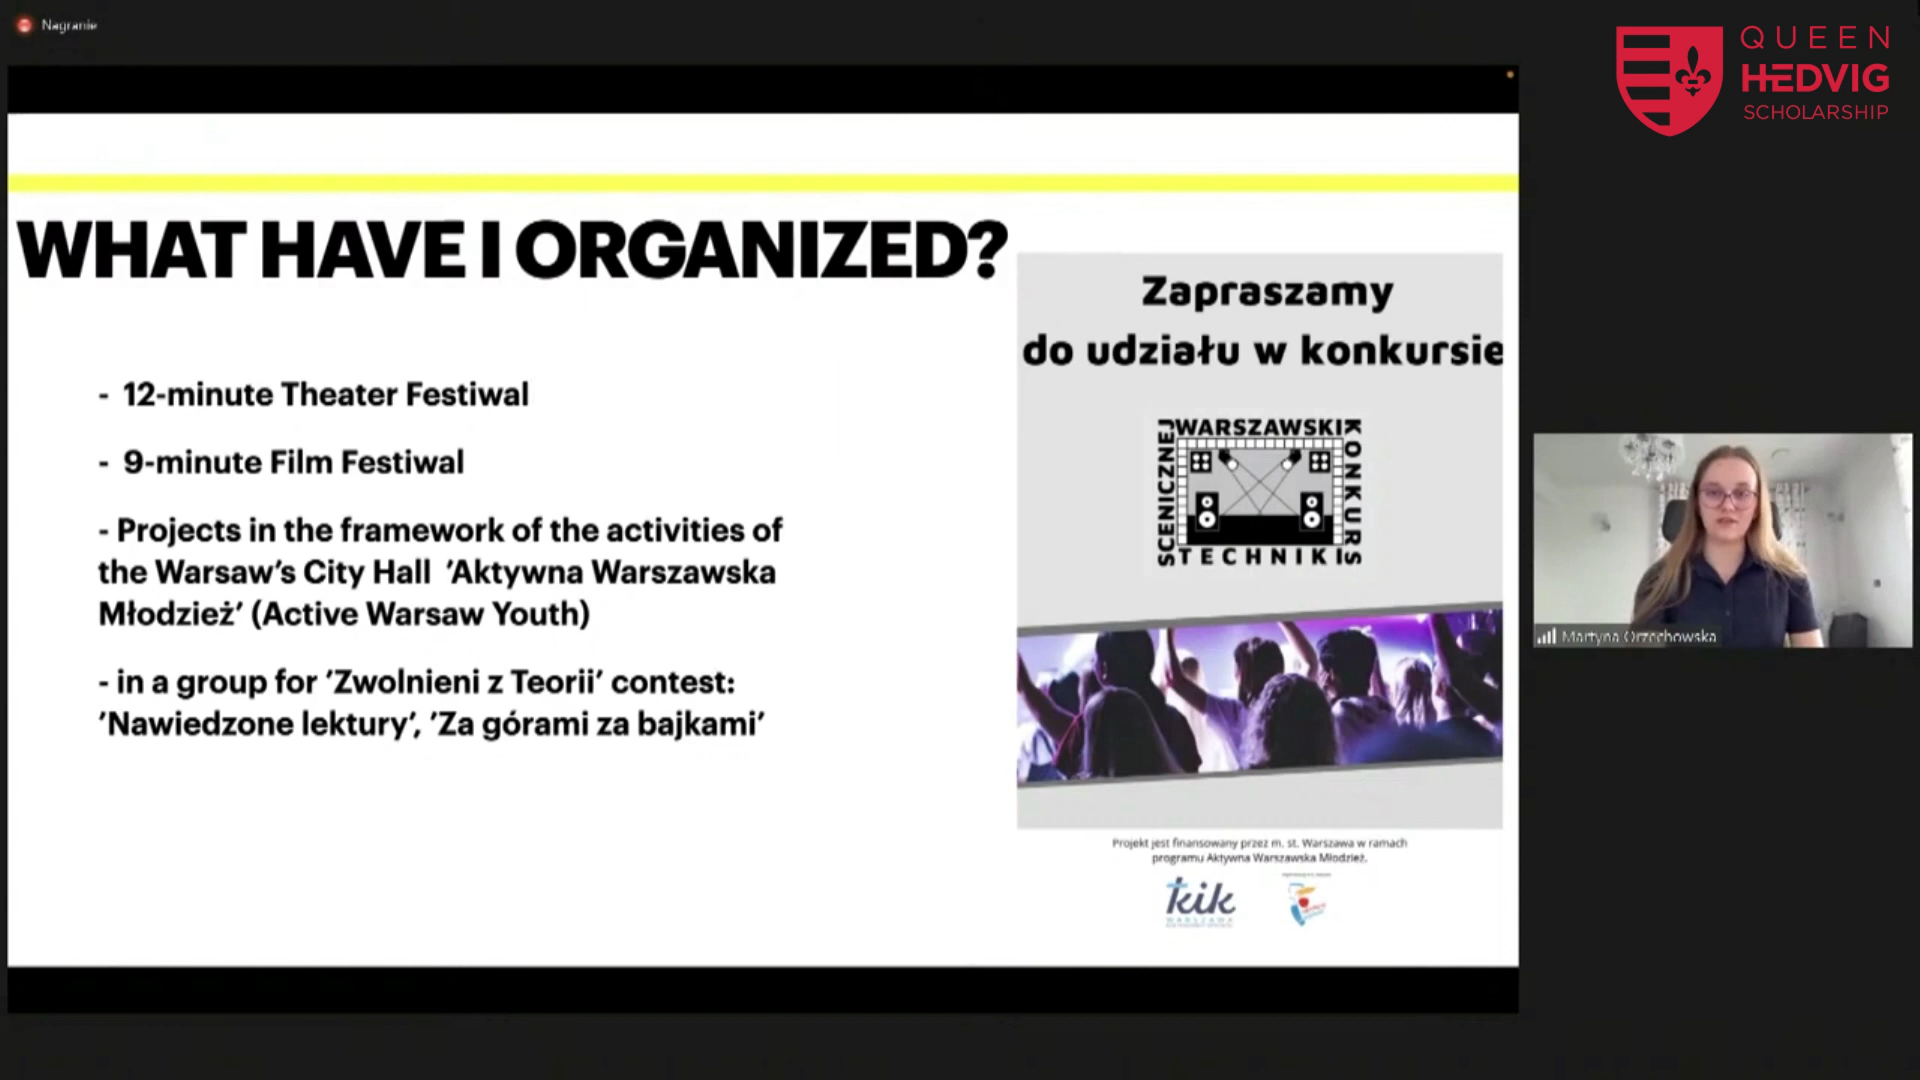 Nagranie
QUEEN
HEDVIG
SCHOLARSHIP
WHAT HAVE I ORGANIZED?
- 12-minute Theater Festiwal
- 9-minute Film Festiwal
- Projects in the framework of the activities of
the Warsaw's City Hall 'Aktywna Warszawska
Młodzież' (Active Warsaw Youth)
- in a group for 'Zwolnieni z Teorii' contest:
'Nawiedzone lektury', 'Za górami za bajkami'
Zapraszamy
do udziału w konkursie
WARSZAWSKI
KONKURS
SCENICZNEJ
TECHNIKI
Projekt jest finansowany przez m. st. Warszawa w ramach
programu Aktywna Warszawska Młodzież.
kik
WARSZAWA
Martyna Orzechowska